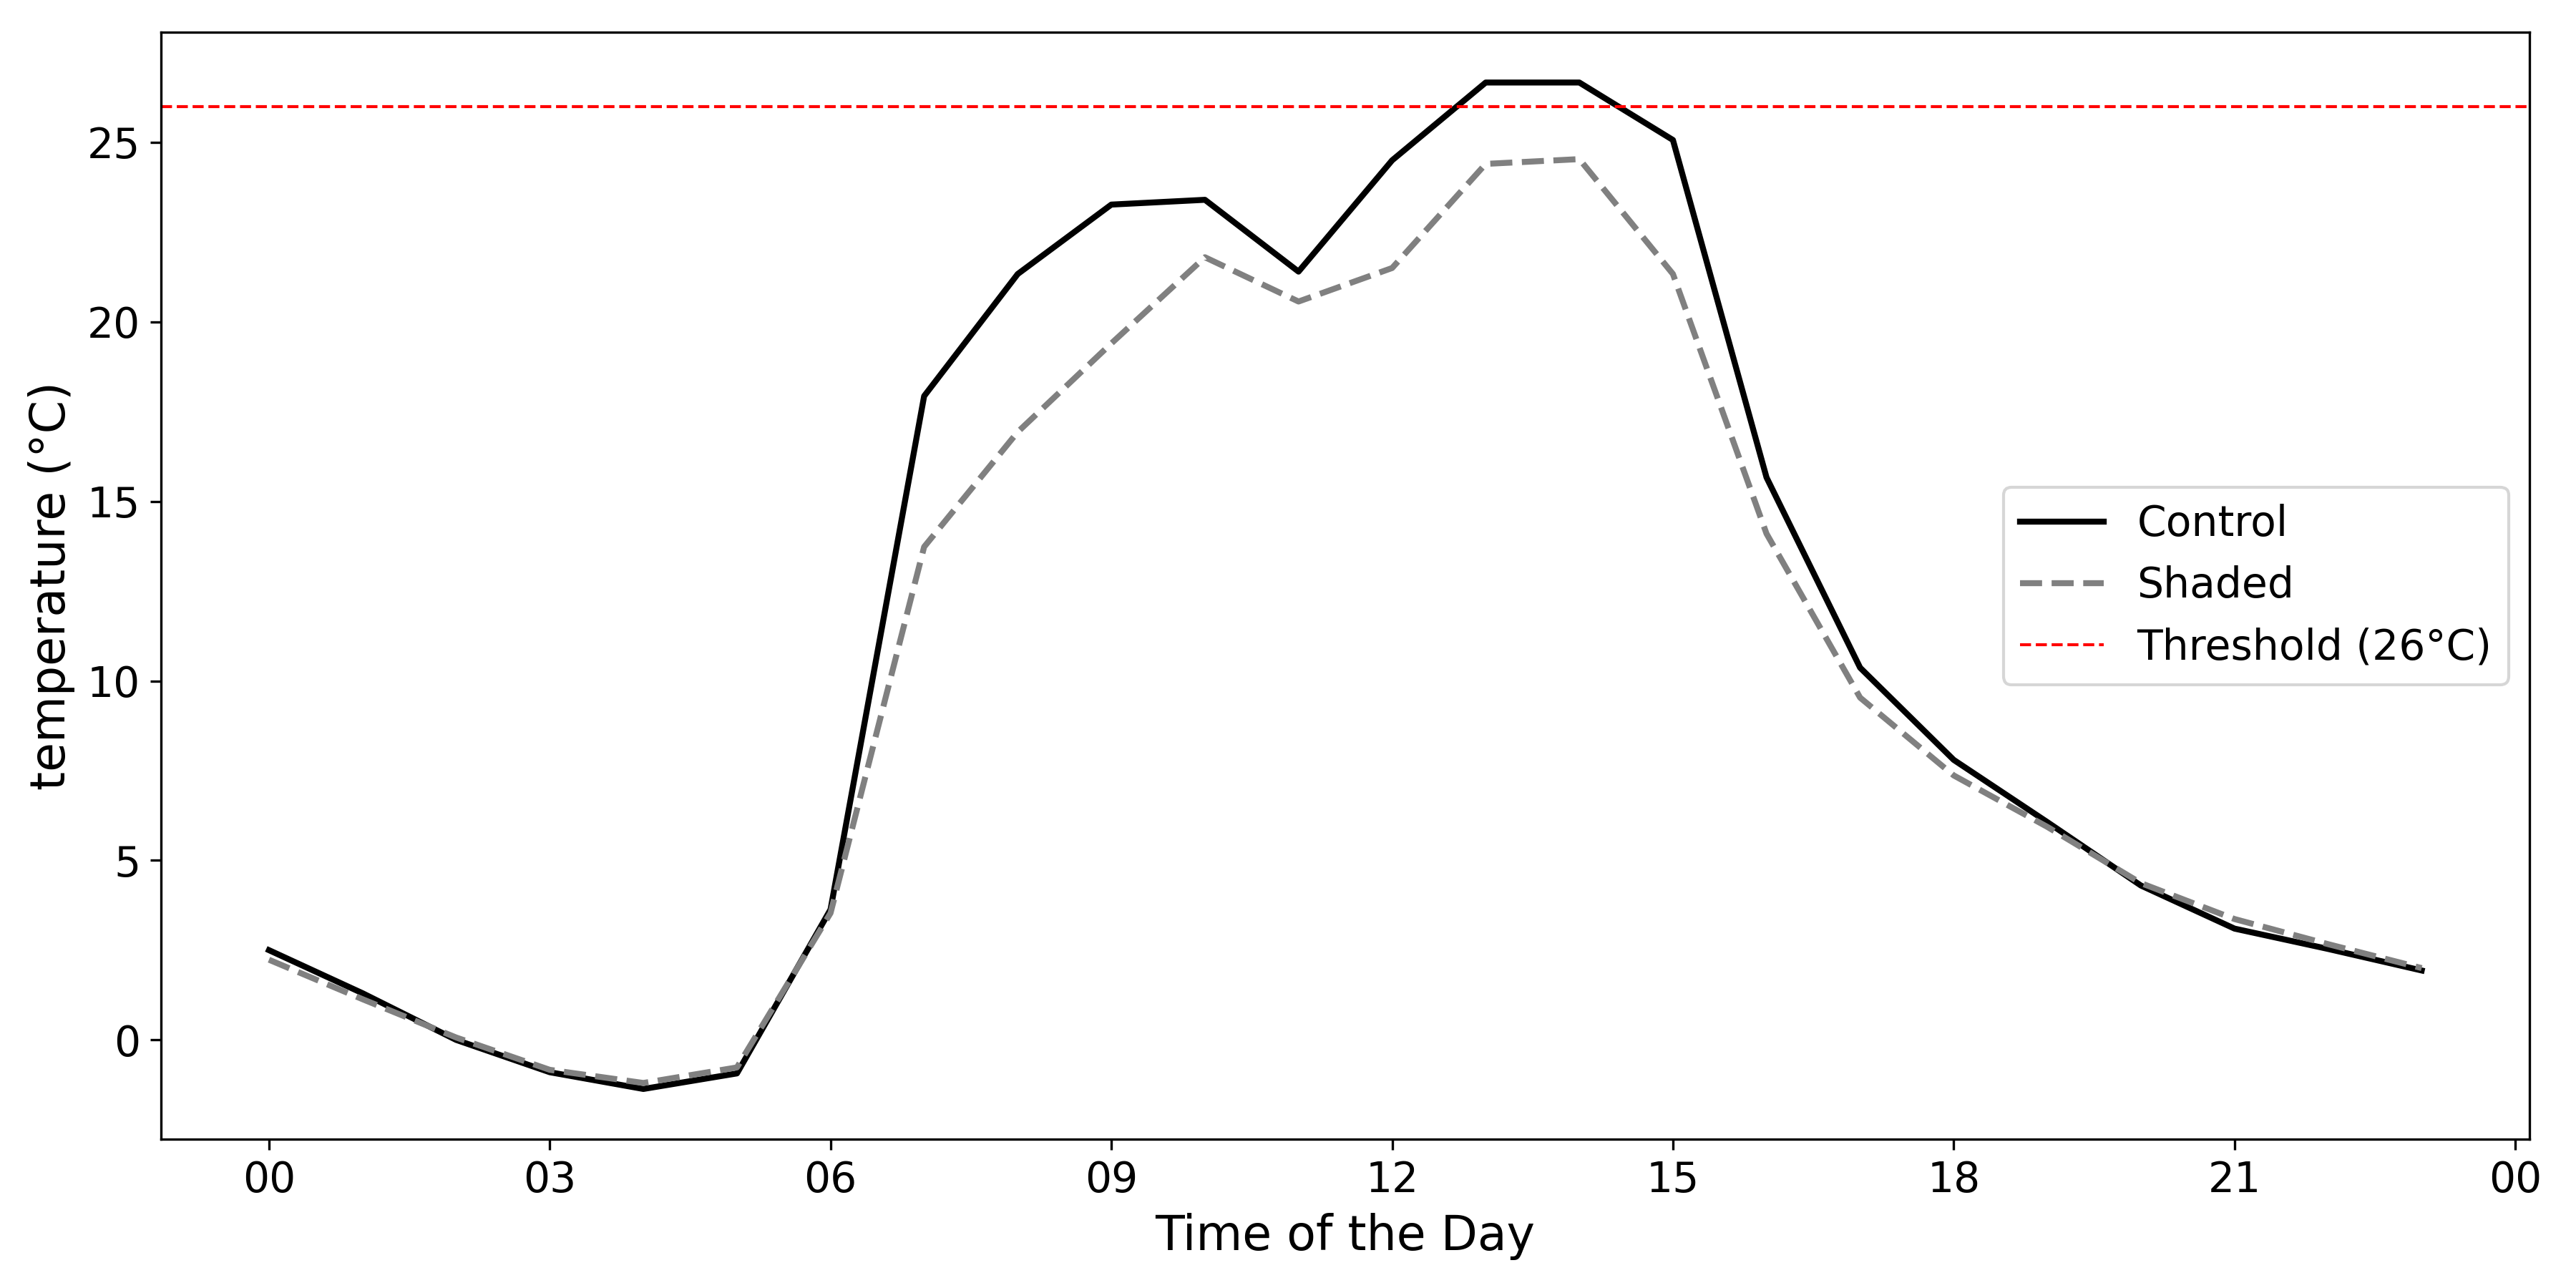 25
20
15
10
5
0
temperature (°C)
Control
Shaded
Threshold (26°C)
00 03 06 09 12 15 18 21 00
Time of the Day